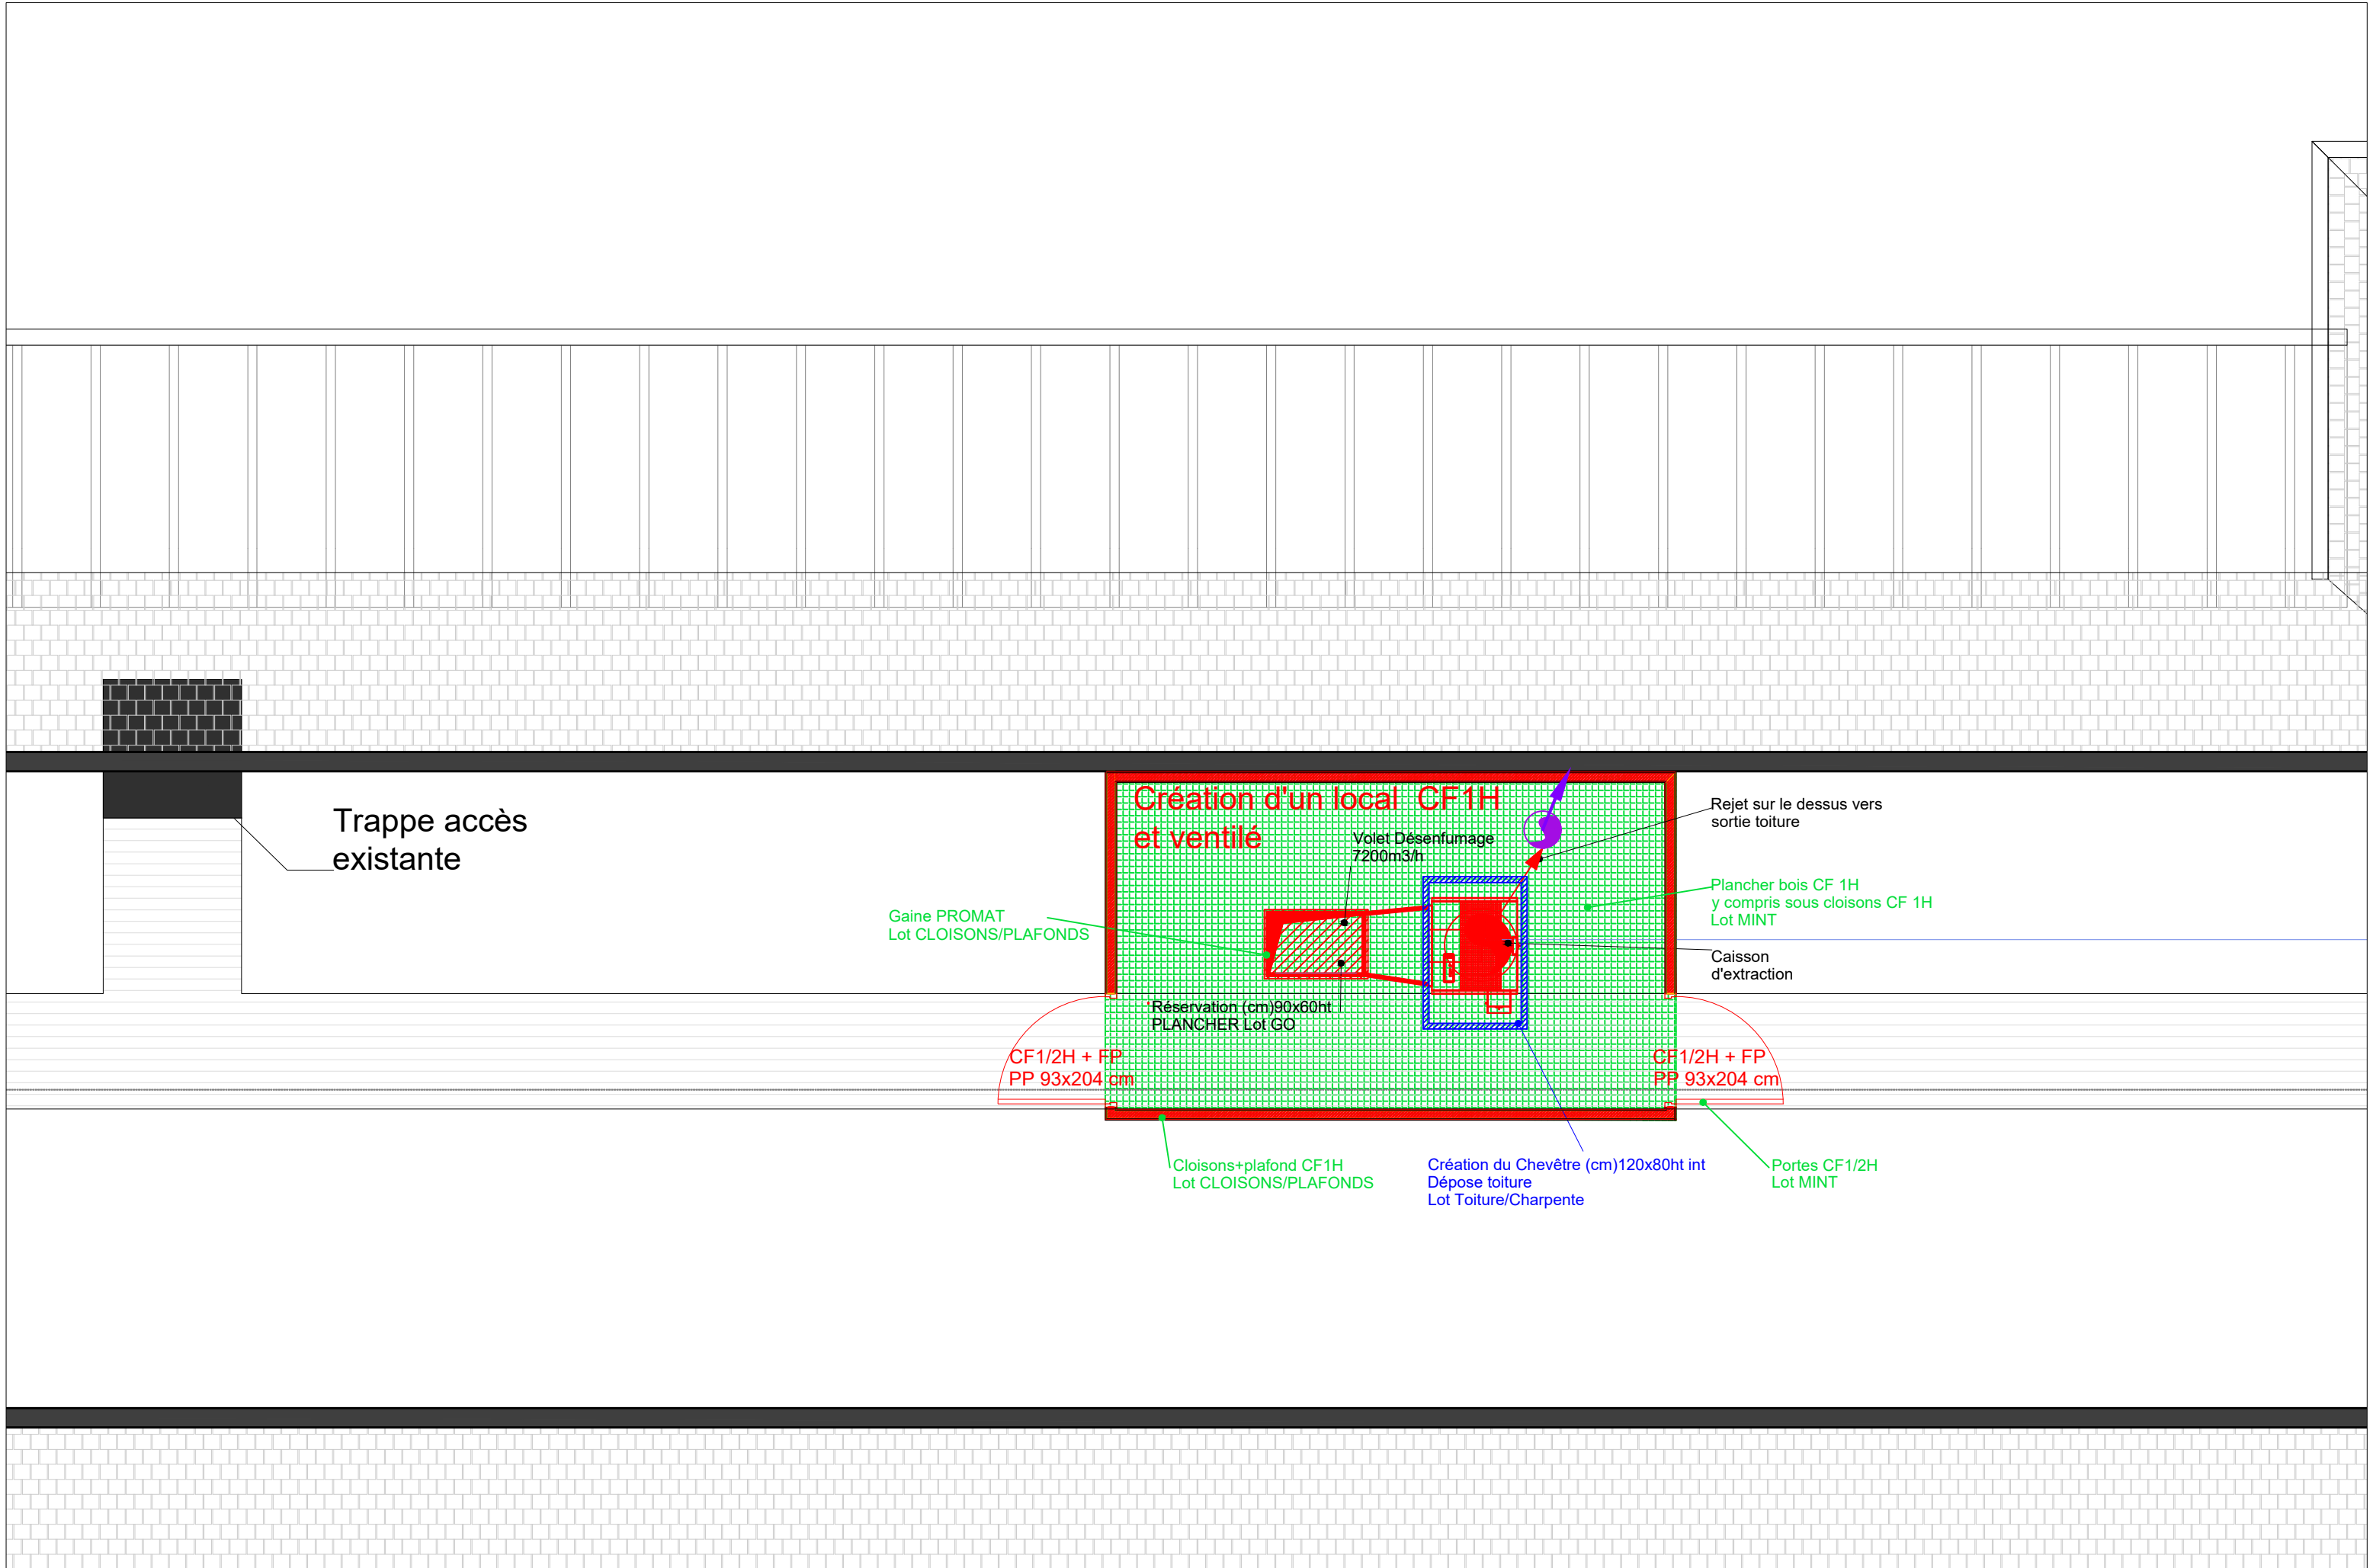 Création d'un local  CF1H
et ventilé
Trappe accès
existante
Volet Désenfumage
7200m3/h
Rejet sur le dessus vers
sortie toiture
Plancher bois CF 1H
y compris sous cloisons CF 1H
Lot MINT
Gaine PROMAT
Lot CLOISONS/PLAFONDS
Caisson
d'extraction
Réservation (cm)90x60ht
PLANCHER Lot GO
CF1/2H + FP
PP 93x204 cm
CF1/2H + FP
PP 93x204 cm
Cloisons+plafond CF1H
Lot CLOISONS/PLAFONDS
Création du Chevêtre (cm)120x80ht int
Dépose toiture
Lot Toiture/Charpente
Portes CF1/2H
Lot MINT